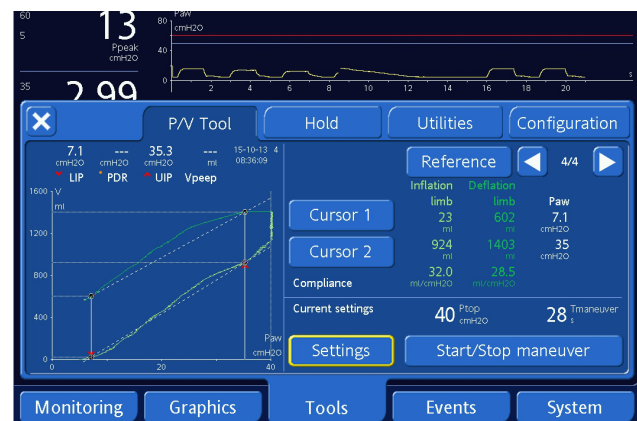 60
5
13
Ppeak
cmH2O
35
2.99
Paw
cmH2O
80
40
0
2 4 6 8 10 12 14 16 18 20 s
X
P/V Tool
Hold
Utilities
Configuration
7.1 --- 35.3 --- 15-10-13 4
cmH2O cmH2O cmH2O ml 08:36:09
LIP * PDR UIP Vpeep
1600 V
ml
1200
800
400
0
0 20 40
Paw
cmH2O
Reference
4/4
Inflation Deflation
limb limb Paw
Cursor 1
23 602 7.1
ml ml cmH2O
Cursor 2
924 1403 35
ml ml cmH2O
Compliance
32.0 28.5
ml/cmH2O ml/cmH2O
Current settings
40 Ptop
cmH2O
28 Tmaneuver
s
Settings
Start/Stop maneuver
Monitoring
Graphics
Tools
Events
System